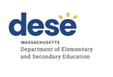 dese
MASSACHUSETTS
Department of Elementary
and Secondary Education